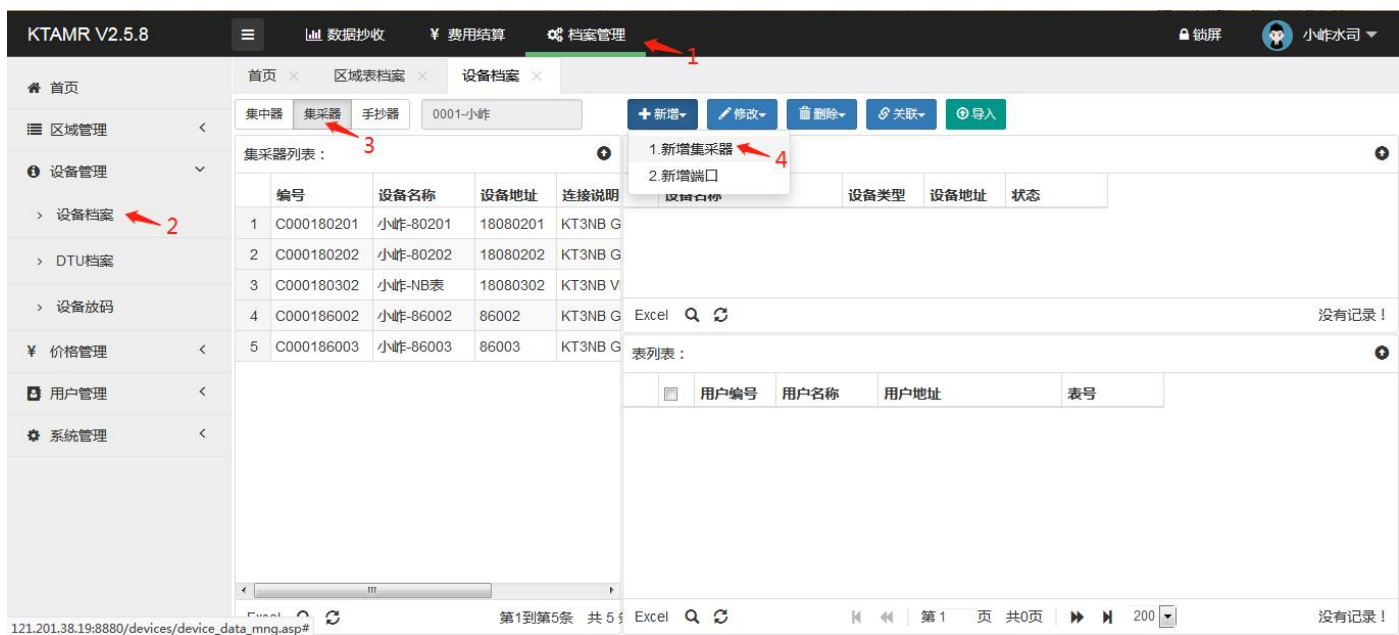 KTAMR V2.5.8 数据抄收 ¥ 费用结算 档案管理 锁屏 小岞水司
1
首页 首页 × 区域表档案 × 设备档案 ×
集中器 集采器 手抄器 0001-小岞 新增 修改 删除 关联 导入
区域管理
3
集采器列表： 1.新增集采器 4
设备管理 2.新增端口
编号 设备名称 设备地址 连接说明 设备名称 设备类型 设备地址 状态
设备档案 2
1 C000180201 小岞-80201 18080201 KT3NB G
2 C000180202 小岞-80202 18080202 KT3NB G
DTU档案
3 C000180302 小岞-NB表 18080302 KT3NB V
设备放码
4 C000186002 小岞-86002 86002 KT3NB G Excel 没有记录！
5 C000186003 小岞-86003 86003 KT3NB G
¥ 价格管理 表列表：
用户管理 用户编号 用户名称 用户地址 表号
系统管理
Excel 第1到第5条 共 5 Excel 第 1 页 共0页 200 没有记录！
121.201.38.19:8880/devices/device_data_mng.asp#